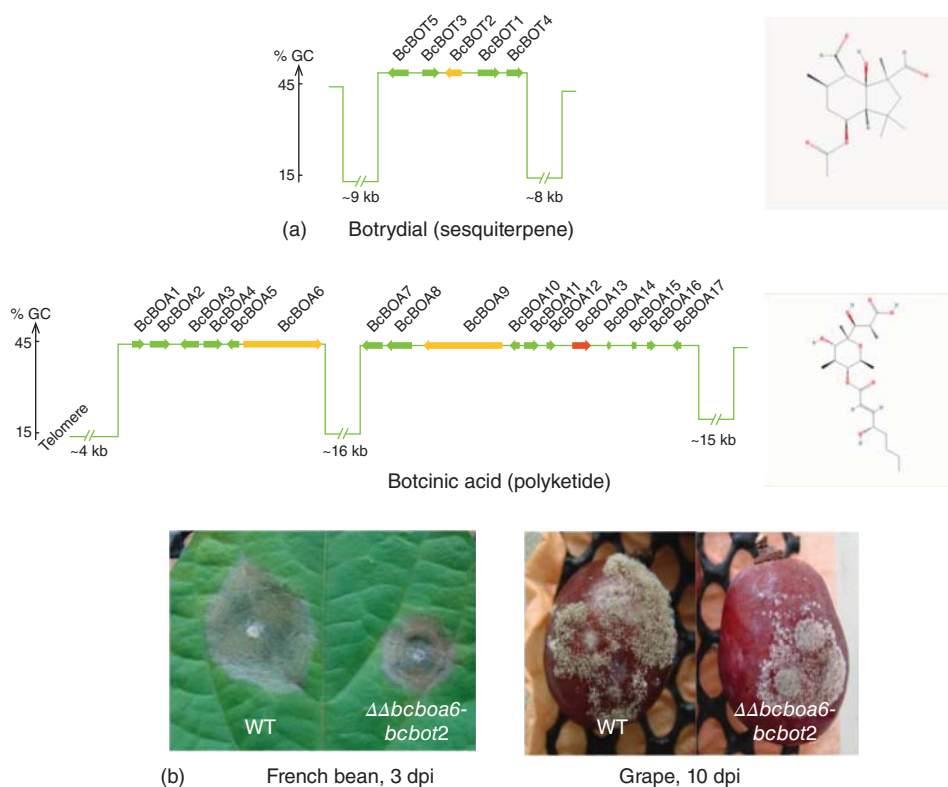 BcBOT5 BcBOT3 BcBOT2 BcBOT1 BcBOT4
% GC
45
15
~9 kb ~8 kb
(a) Botrydial (sesquiterpene)
BcBOA1 BcBOA2 BcBOA3 BcBOA4 BcBOA5 BcBOA6 BcBOA7 BcBOA8 BcBOA9 BcBOA10 BcBOA11 BcBOA12 BcBOA13 BcBOA14 BcBOA15 BcBOA16 BcBOA17
% GC
45
15
Telomere
~4 kb ~16 kb ~15 kb
Botcinic acid (polyketide)
WT ΔΔbcboa6-
bcbot2
WT ΔΔbcboa6-
bcbot2
(b) French bean, 3 dpi Grape, 10 dpi